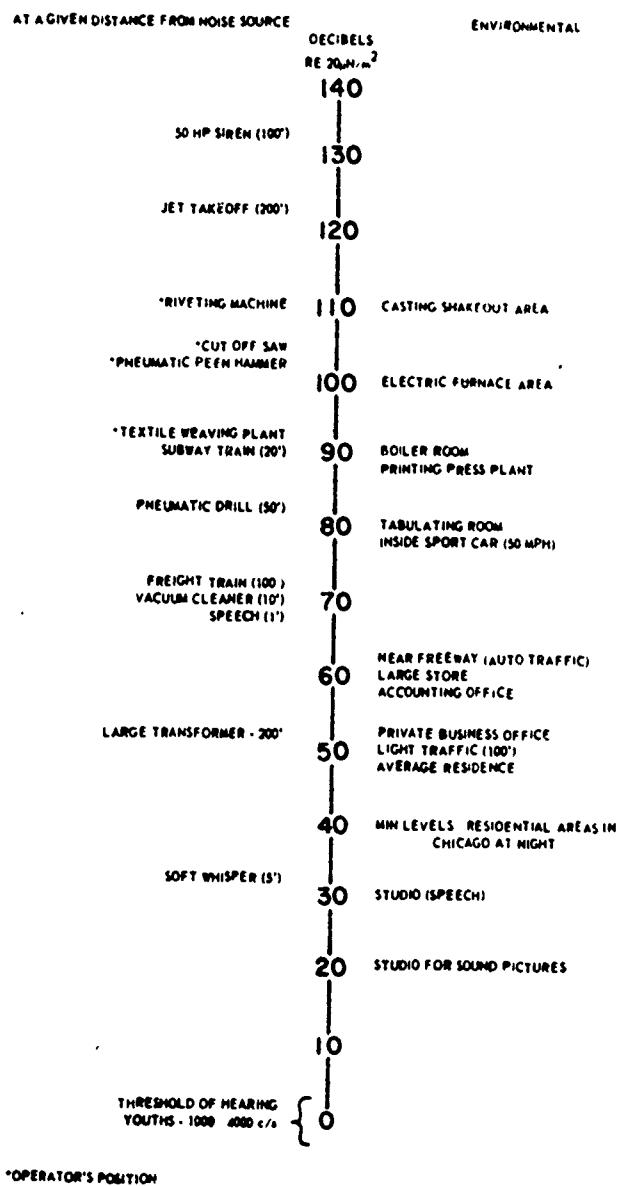 AT A GIVEN DISTANCE FROM NOISE SOURCE
ENVIRONMENTAL
DECIBELS
RE 20µN/m²
140
50 HP SIREN (100')
130
JET TAKEOFF (200')
120
*RIVETING MACHINE
110
CASTING SHAKEOUT AREA
*CUT OFF SAW
*PNEUMATIC PEEN HAMMER
100
ELECTRIC FURNACE AREA
*TEXTILE WEAVING PLANT
SUBWAY TRAIN (20')
90
BOILER ROOM
PRINTING PRESS PLANT
PNEUMATIC DRILL (50')
80
TABULATING ROOM
INSIDE SPORT CAR (50 MPH)
FREIGHT TRAIN (100')
VACUUM CLEANER (10')
SPEECH (1')
70
NEAR FREEWAY (AUTO TRAFFIC)
60
LARGE STORE
ACCOUNTING OFFICE
LARGE TRANSFORMER - 200'
50
PRIVATE BUSINESS OFFICE
LIGHT TRAFFIC (100')
AVERAGE RESIDENCE
40
MIN LEVELS RESIDENTIAL AREAS IN
CHICAGO AT NIGHT
SOFT WHISPER (5')
30
STUDIO (SPEECH)
20
STUDIO FOR SOUND PICTURES
10
THRESHOLD OF HEARING
YOUTHS - 1000 4000 c/s
0
*OPERATOR'S POSITION